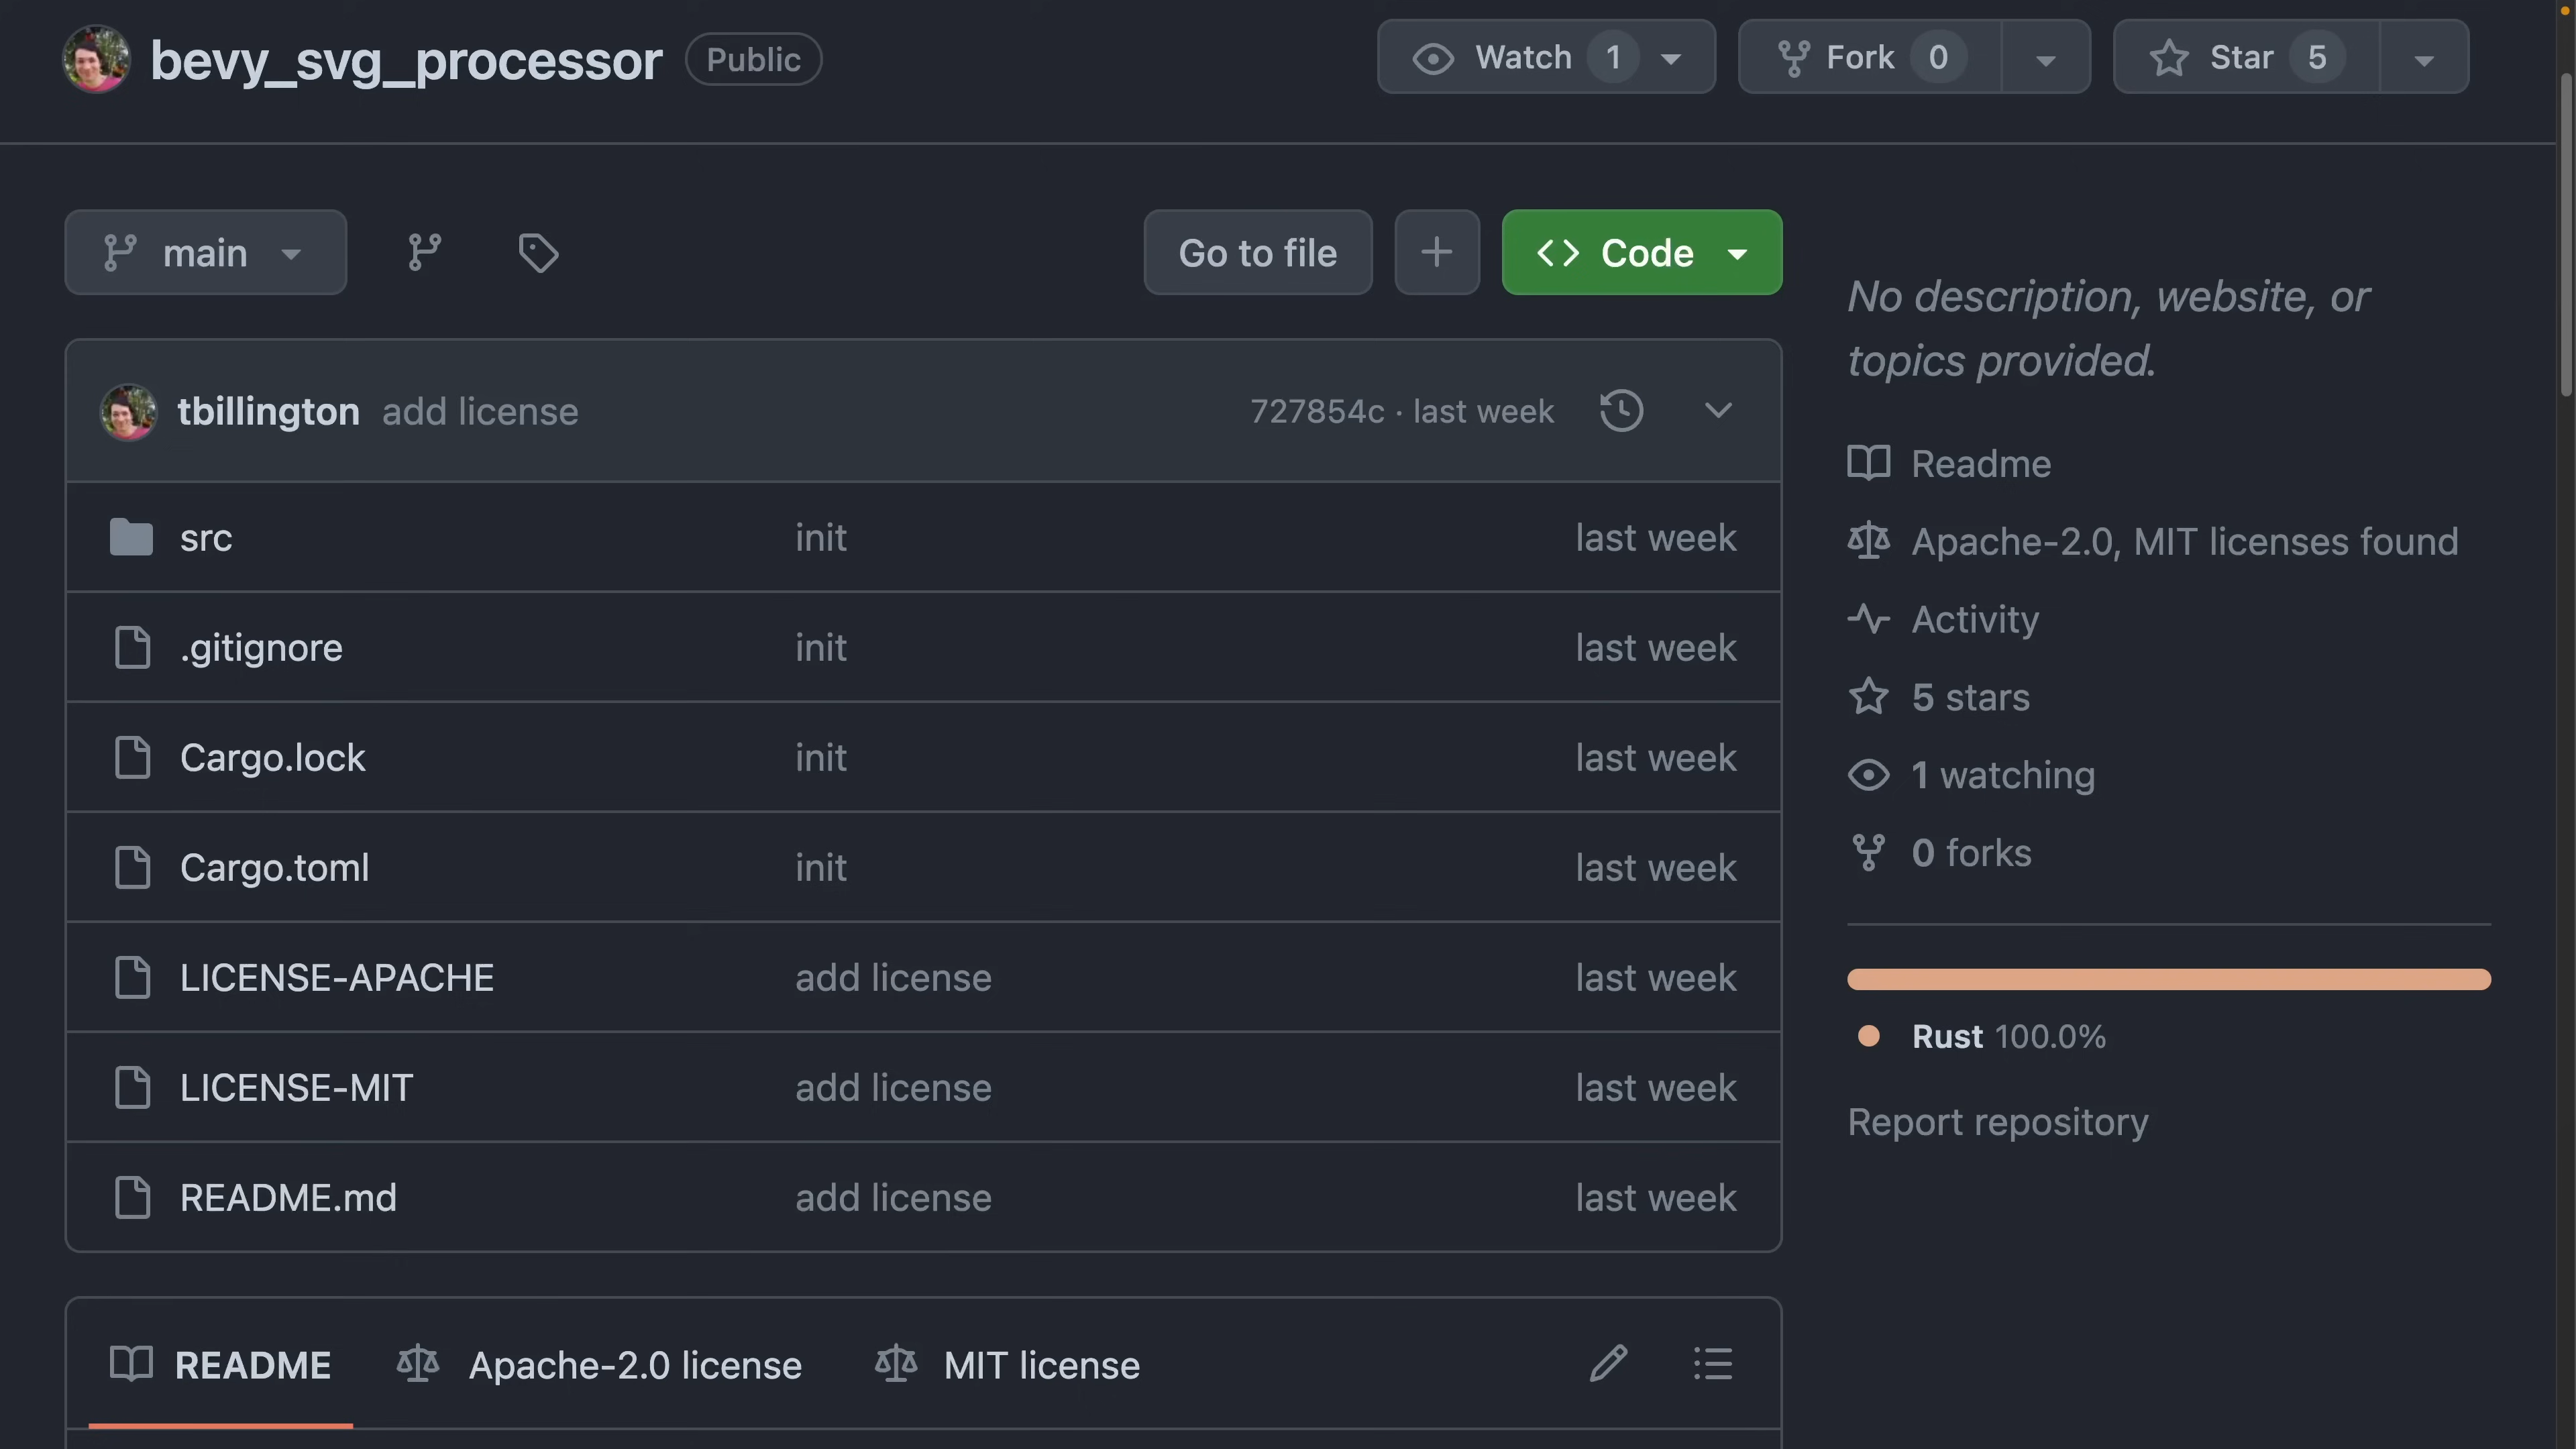 bevy_svg_processor Public Watch 1 Fork 0 Star 5
main Go to file Code
No description, website, or
topics provided.
tbillington add license 727854c · last week
src init last week
.gitignore init last week
Cargo.lock init last week
Cargo.toml init last week
LICENSE-APACHE add license last week
LICENSE-MIT add license last week
README.md add license last week
Readme
Apache-2.0, MIT licenses found
Activity
5 stars
1 watching
0 forks
Rust 100.0%
Report repository
README Apache-2.0 license MIT license